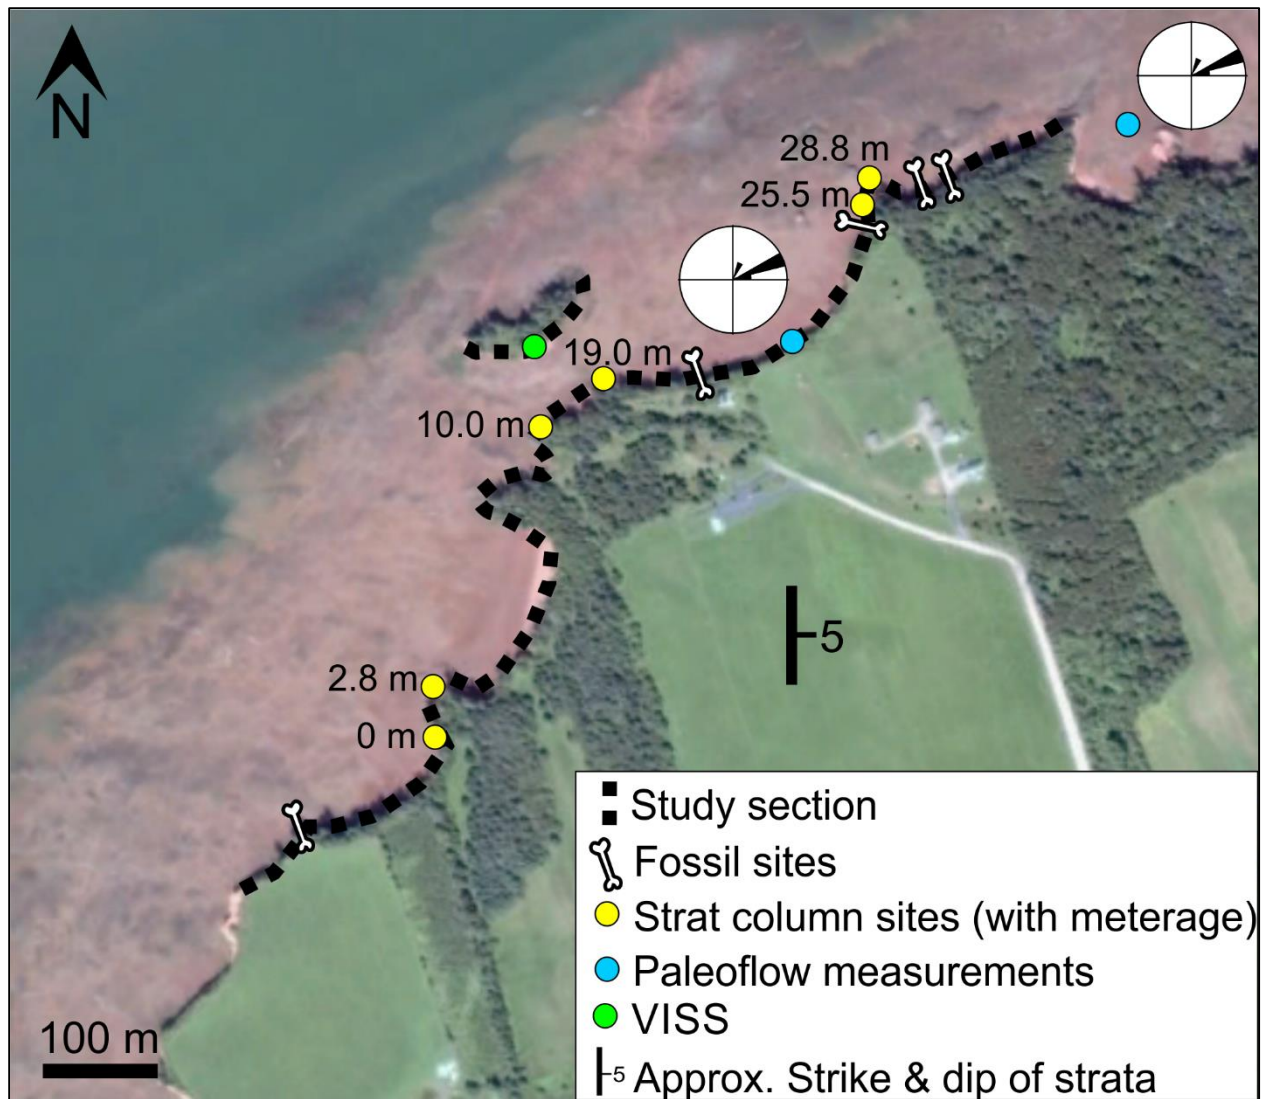 N
28.8 m
25.5 m
19.0 m
10.0 m
2.8 m
0 m
5
100 m
Study section
Fossil sites
Strat column sites (with meterage)
Paleoflow measurements
VISS
5 Approx. Strike & dip of strata